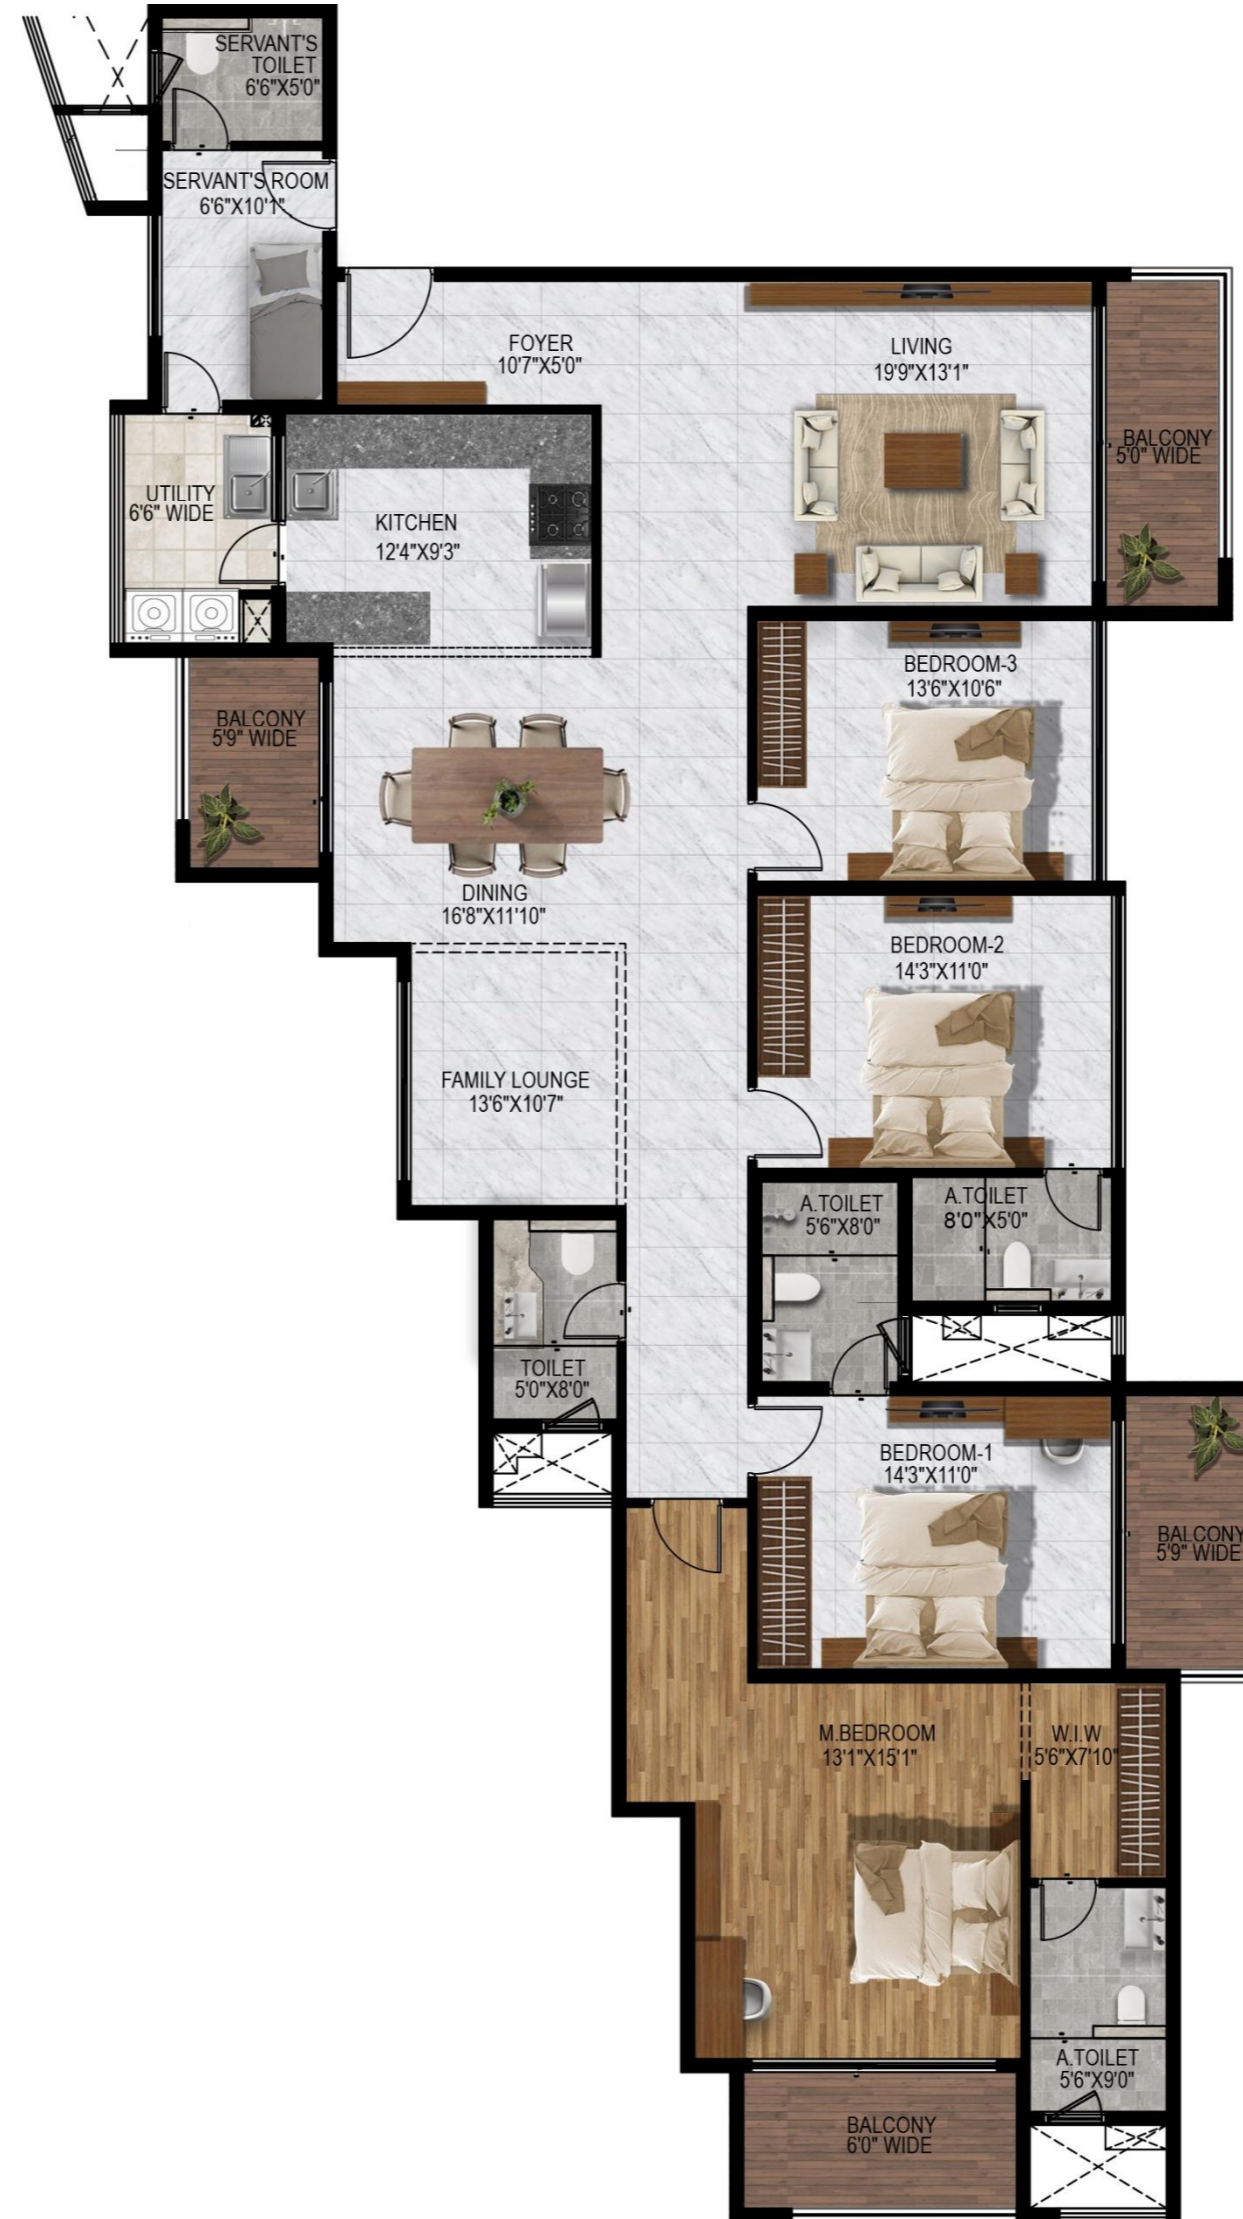 SERVANT'S
TOILET
6'6"X5'0"
SERVANT'S ROOM
6'6"X10'1"
FOYER
10'7"X5'0"
LIVING
19'9"X13'1"
BALCONY
5'0" WIDE
UTILITY
6'6" WIDE
KITCHEN
12'4"X9'3"
BEDROOM-3
13'6"X10'6"
BALCONY
5'9" WIDE
DINING
16'8"X11'10"
BEDROOM-2
14'3"X11'0"
FAMILY LOUNGE
13'6"X10'7"
A.TOILET
5'6"X8'0"
A.TOILET
8'0"X5'0"
TOILET
5'0"X8'0"
BEDROOM-1
14'3"X11'0"
BALCONY
5'9" WIDE
M.BEDROOM
13'1"X15'1"
W.I.W
5'6"X7'10"
A.TOILET
5'6"X9'0"
BALCONY
6'0" WIDE